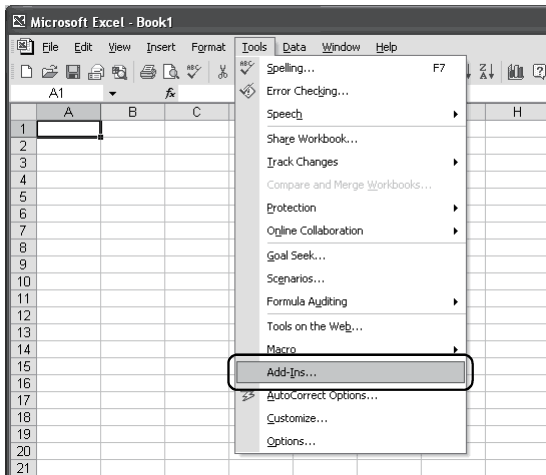 Microsoft Excel - Book1
File Edit View Insert Format Tools Data Window Help
A1 fx
A B C H
1
2
3
4
5
6
7
8
9
10
11
12
13
14
15
16
17
18
19
20
21
Spelling... F7
Error Checking...
Speech
Share Workbook...
Track Changes
Compare and Merge Workbooks...
Protection
Online Collaboration
Goal Seek...
Scenarios...
Formula Auditing
Tools on the Web...
Macro
Add-Ins...
AutoCorrect Options...
Customize...
Options...